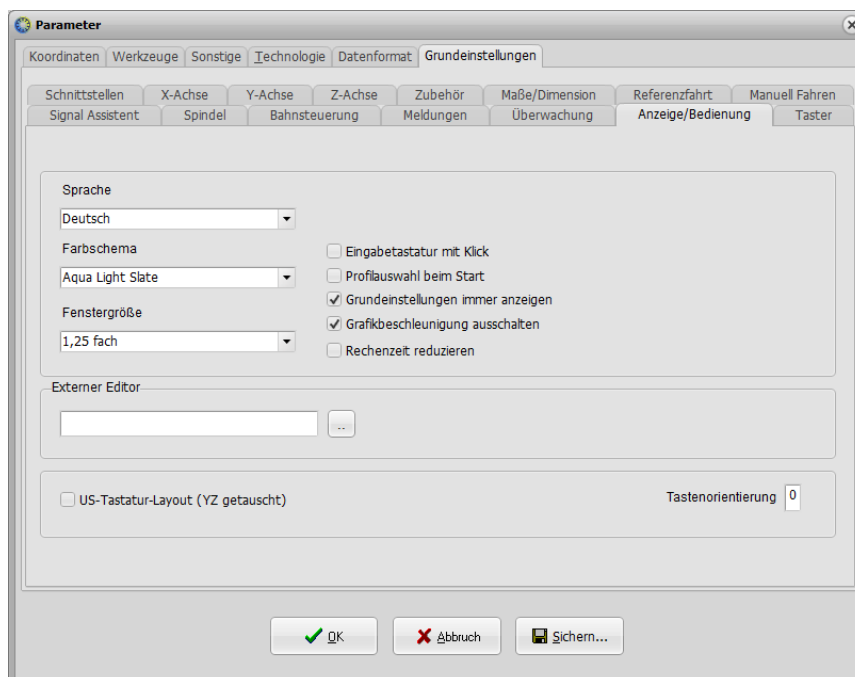 Parameter
Koordinaten Werkzeuge Sonstige Technologie Datenformat Grundeinstellungen
Schnittstellen X-Achse Y-Achse Z-Achse Zubehör Maße/Dimension Referenzfahrt Manuell Fahren
Signal Assistent Spindel Bahnsteuerung Meldungen Überwachung Anzeige/Bedienung Taster
Sprache
Deutsch
Farbschema
Aqua Light Slate
Fenstergröße
1,25 fach
Eingabetastatur mit Klick
Profilauswahl beim Start
Grundeinstellungen immer anzeigen
Grafikbeschleunigung ausschalten
Rechenzeit reduzieren
Externer Editor
..
US-Tastatur-Layout (YZ getauscht)
Tastenorientierung 0
OK Abbruch Sichern...